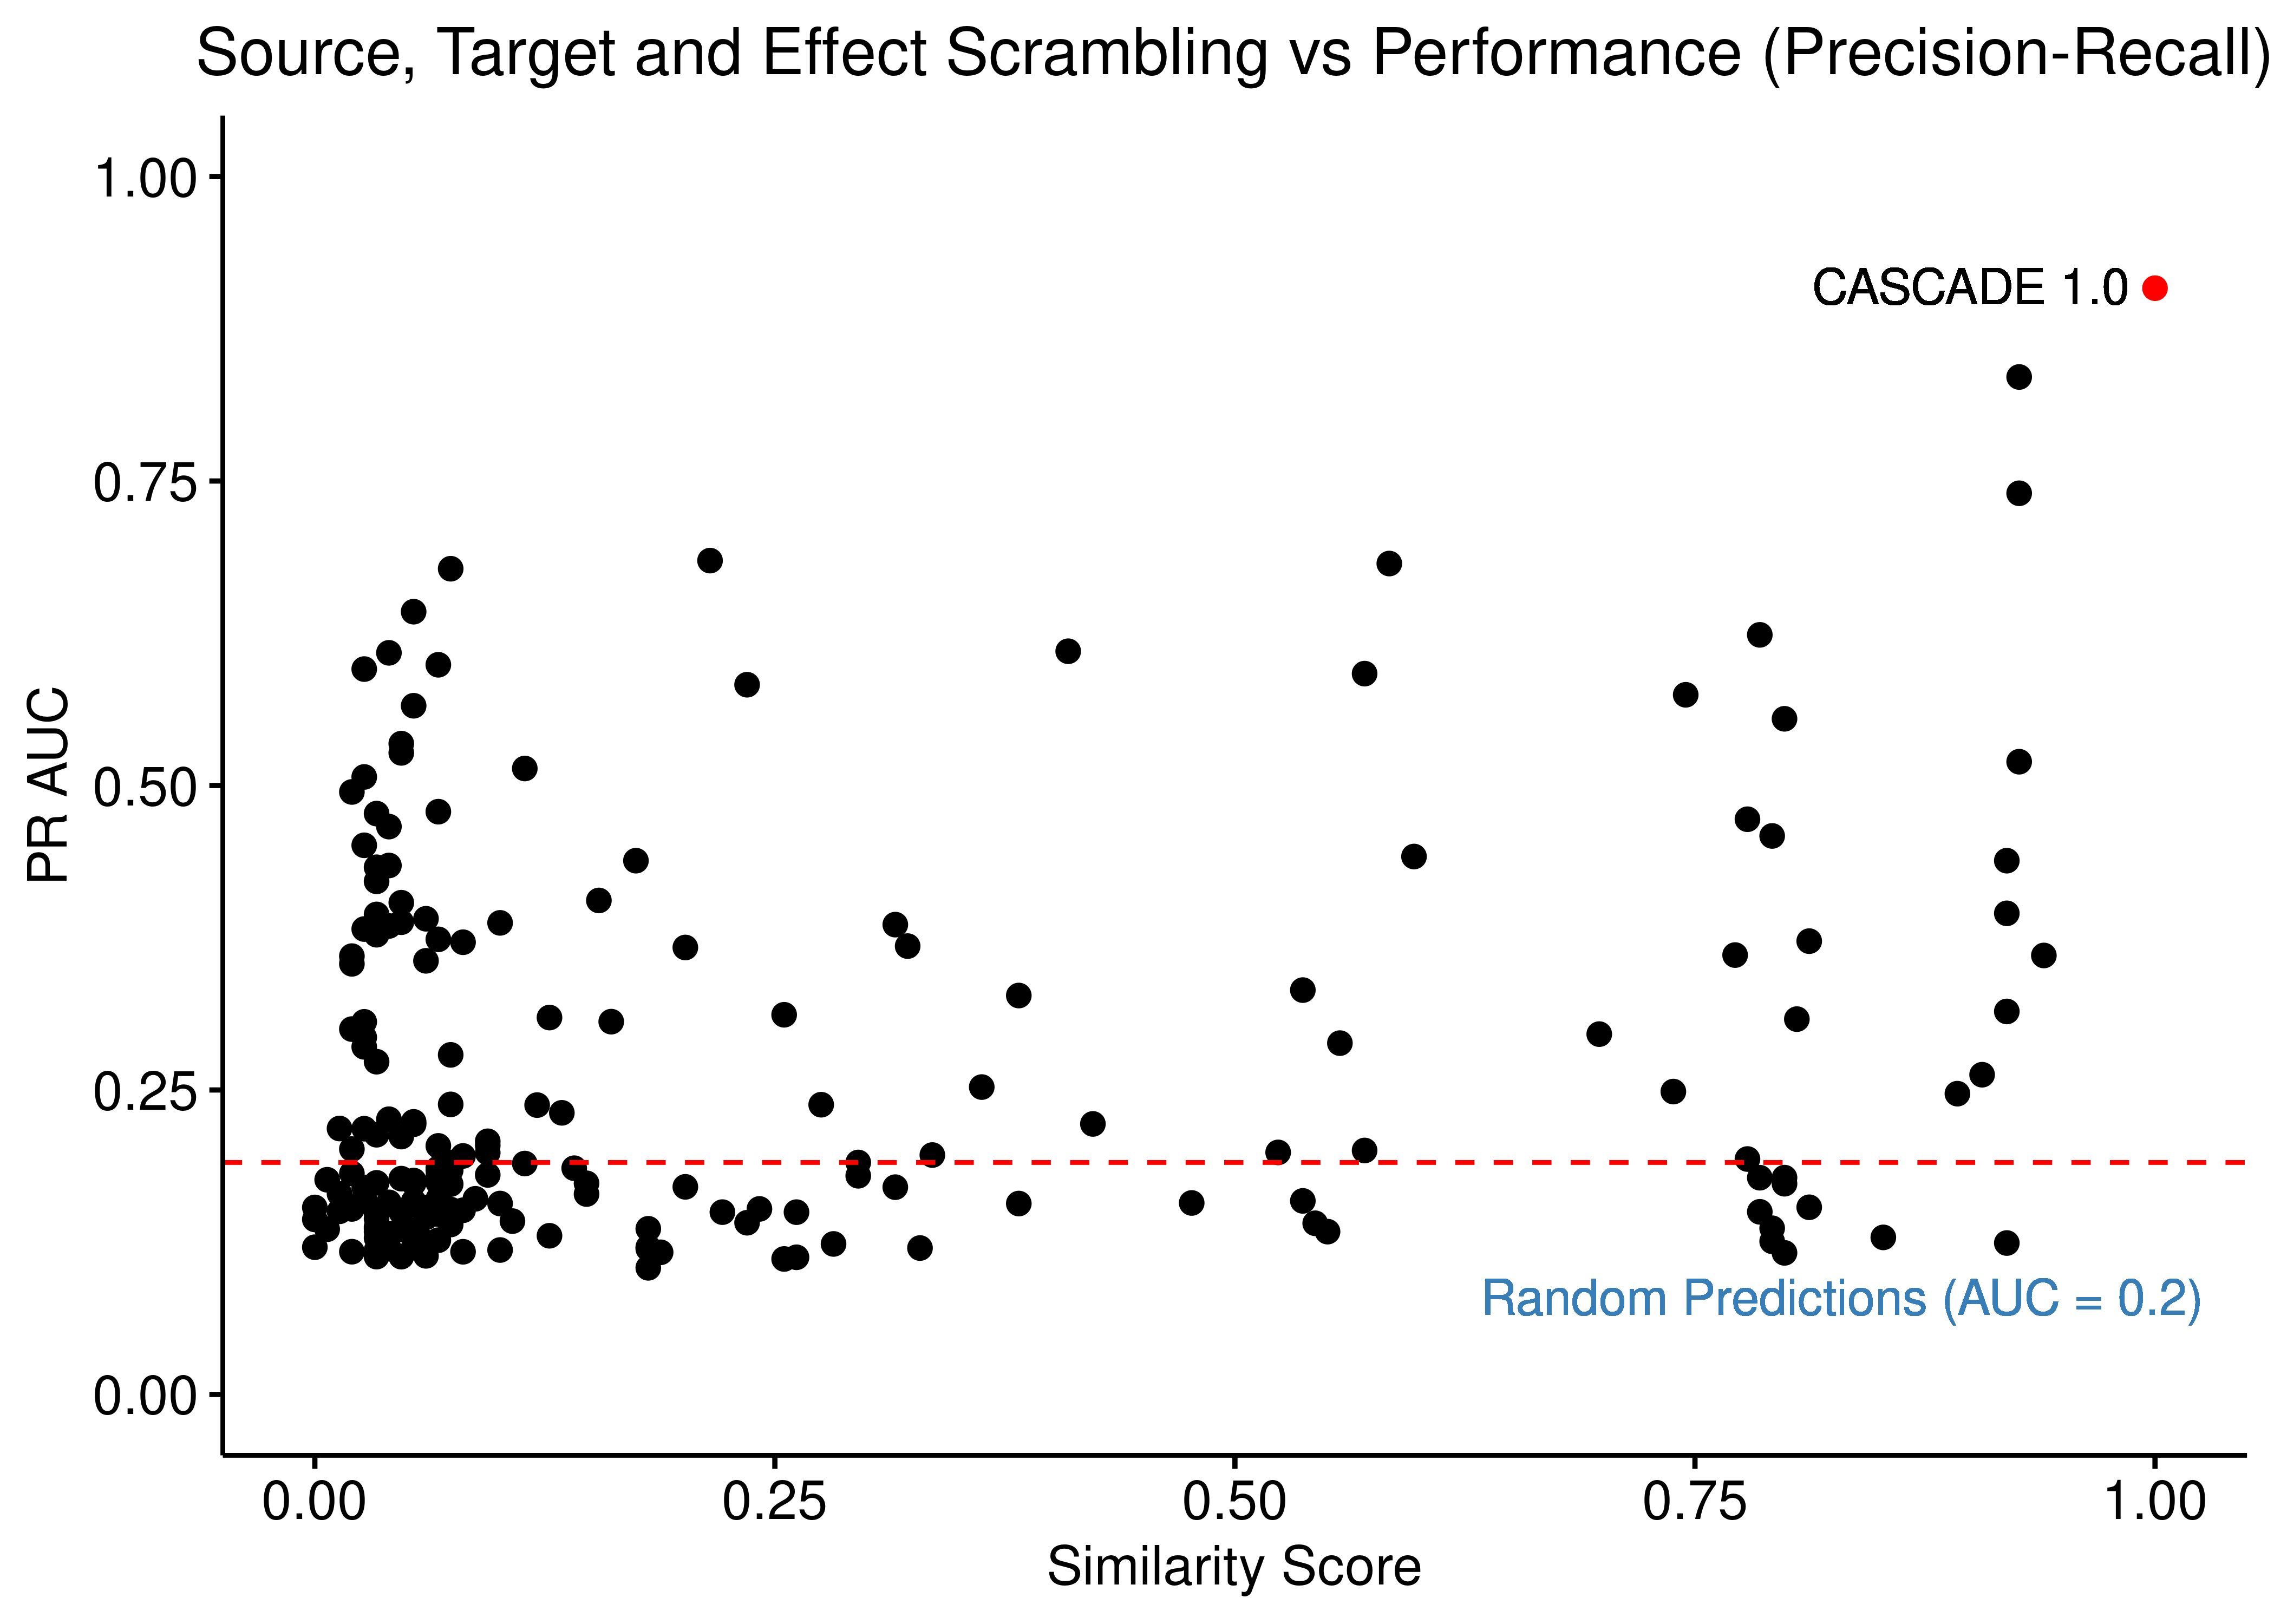 Source, Target and Effect Scrambling vs Performance (Precision-Recall)
1.00
CASCADE 1.0
0.75
PR AUC
0.50
0.25
Random Predictions (AUC = 0.2)
0.00
0.00 0.25 0.50 0.75 1.00
Similarity Score